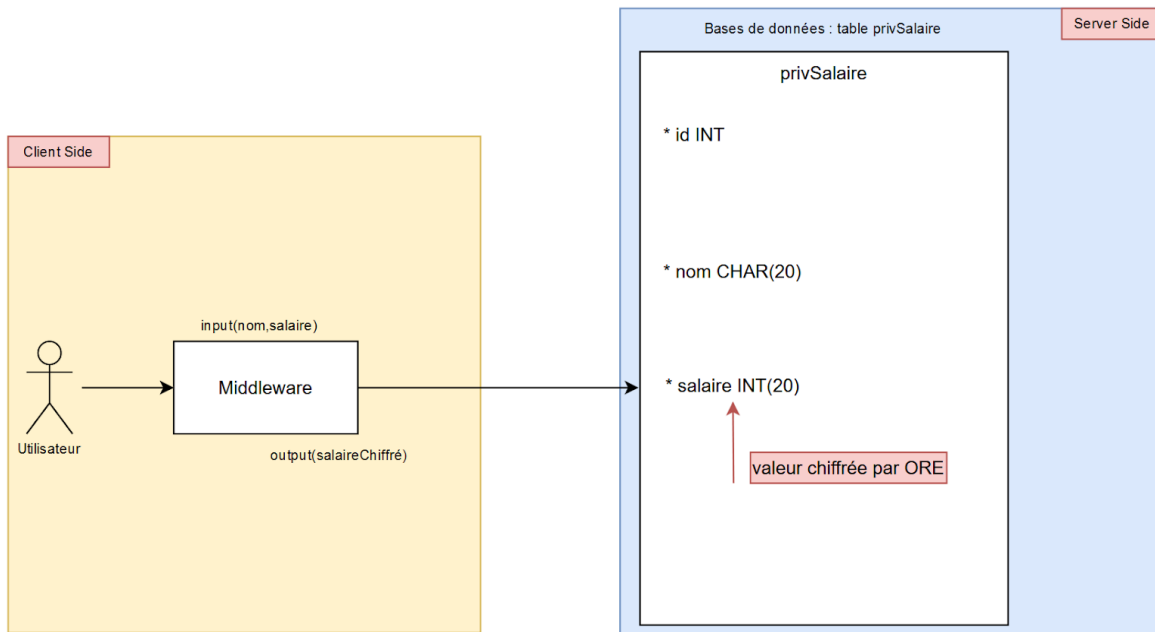 Bases de données : table privSalaire
Server Side
privSalaire
* id INT
Client Side
* nom CHAR(20)
input(nom,salaire)
Middleware
* salaire INT(20)
Utilisateur
output(salaireChiffré)
valeur chiffrée par ORE